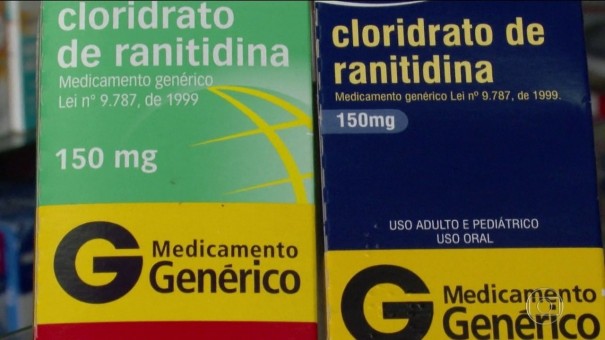 cloridrato
de ranitidina
Medicamento genérico
Lei nº 9.787, de 1999
150 mg
G Medicamento
Genérico
cloridrato de
ranitidina
Medicamento genérico Lei nº 9.787, de 1999.
150mg
USO ADULTO E PEDIÁTRICO
USO ORAL
G Medicamento
Genérico